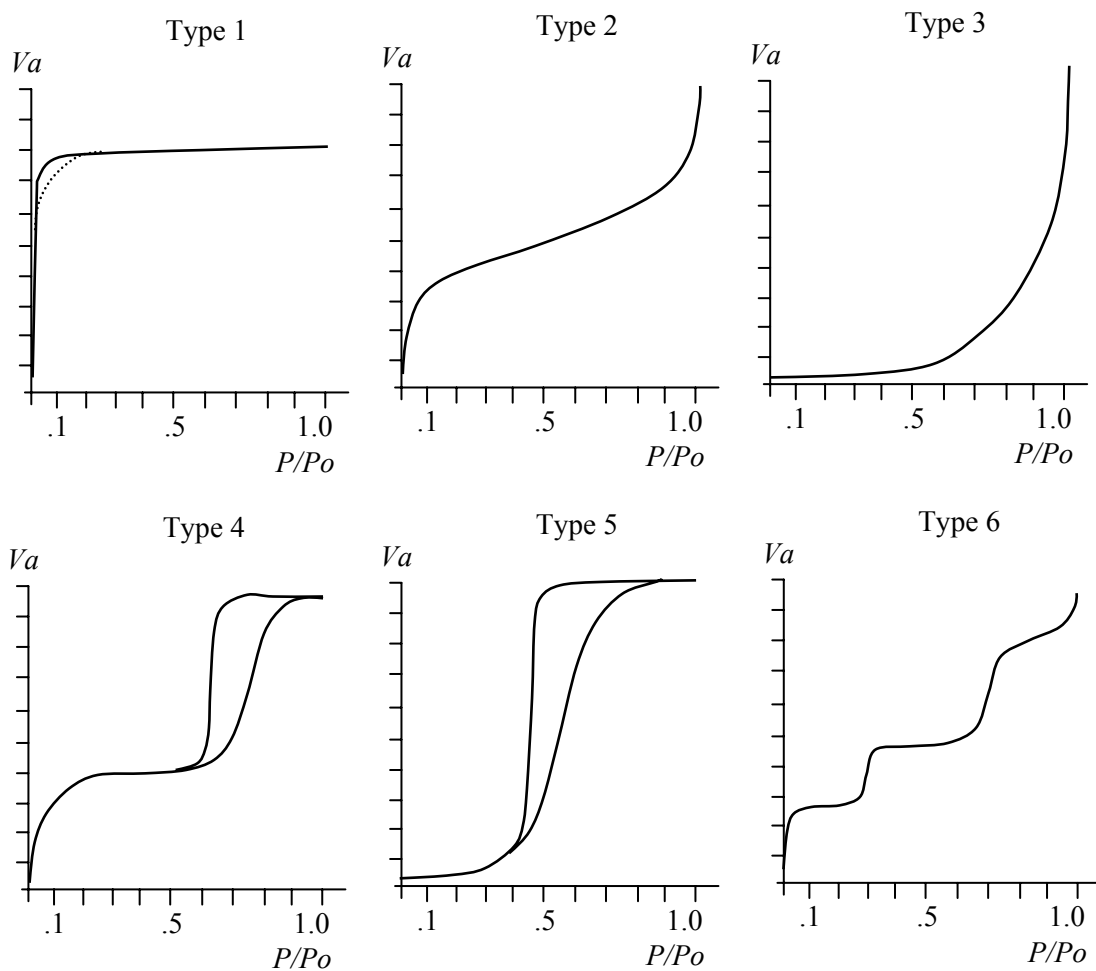 Type 1
Va
.1 .5 1.0
P/Po
Type 2
Va
.1 .5 1.0
P/Po
Type 3
Va
.1 .5 1.0
P/Po
Type 4
Va
.1 .5 1.0
P/Po
Type 5
Va
.1 .5 1.0
P/Po
Type 6
Va
.1 .5 1.0
P/Po